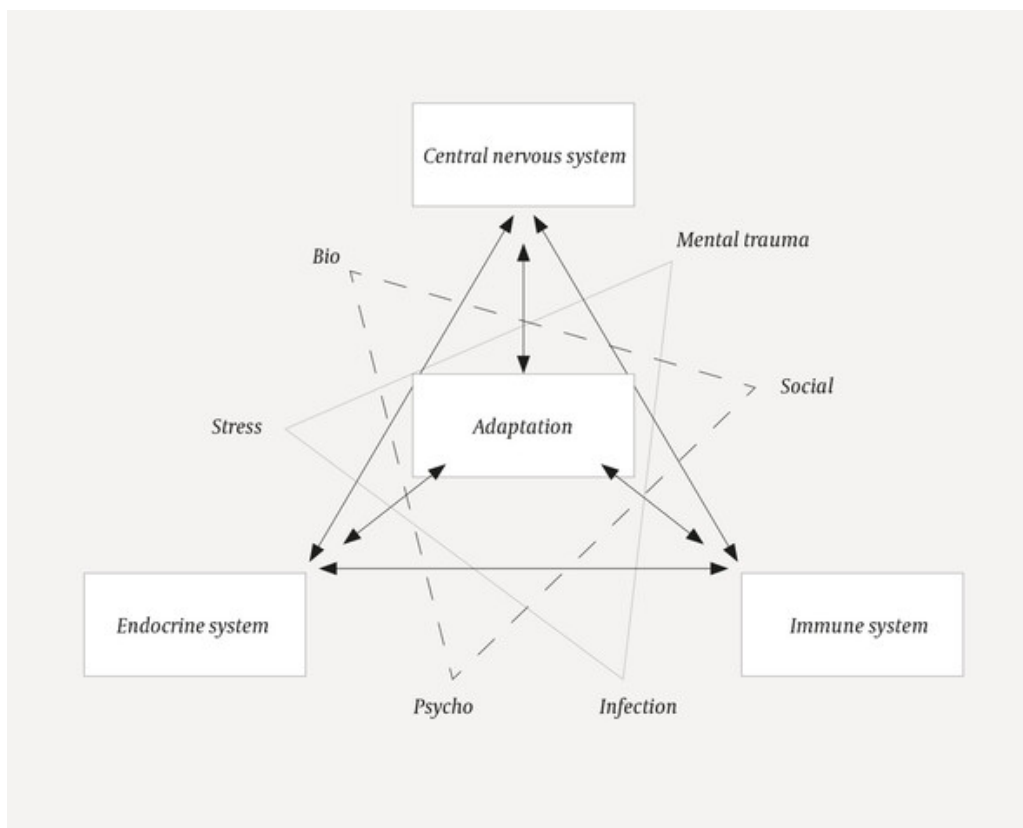 Central nervous system
Mental trauma
Bio
Social
Stress
Adaptation
Endocrine system
Immune system
Psycho
Infection